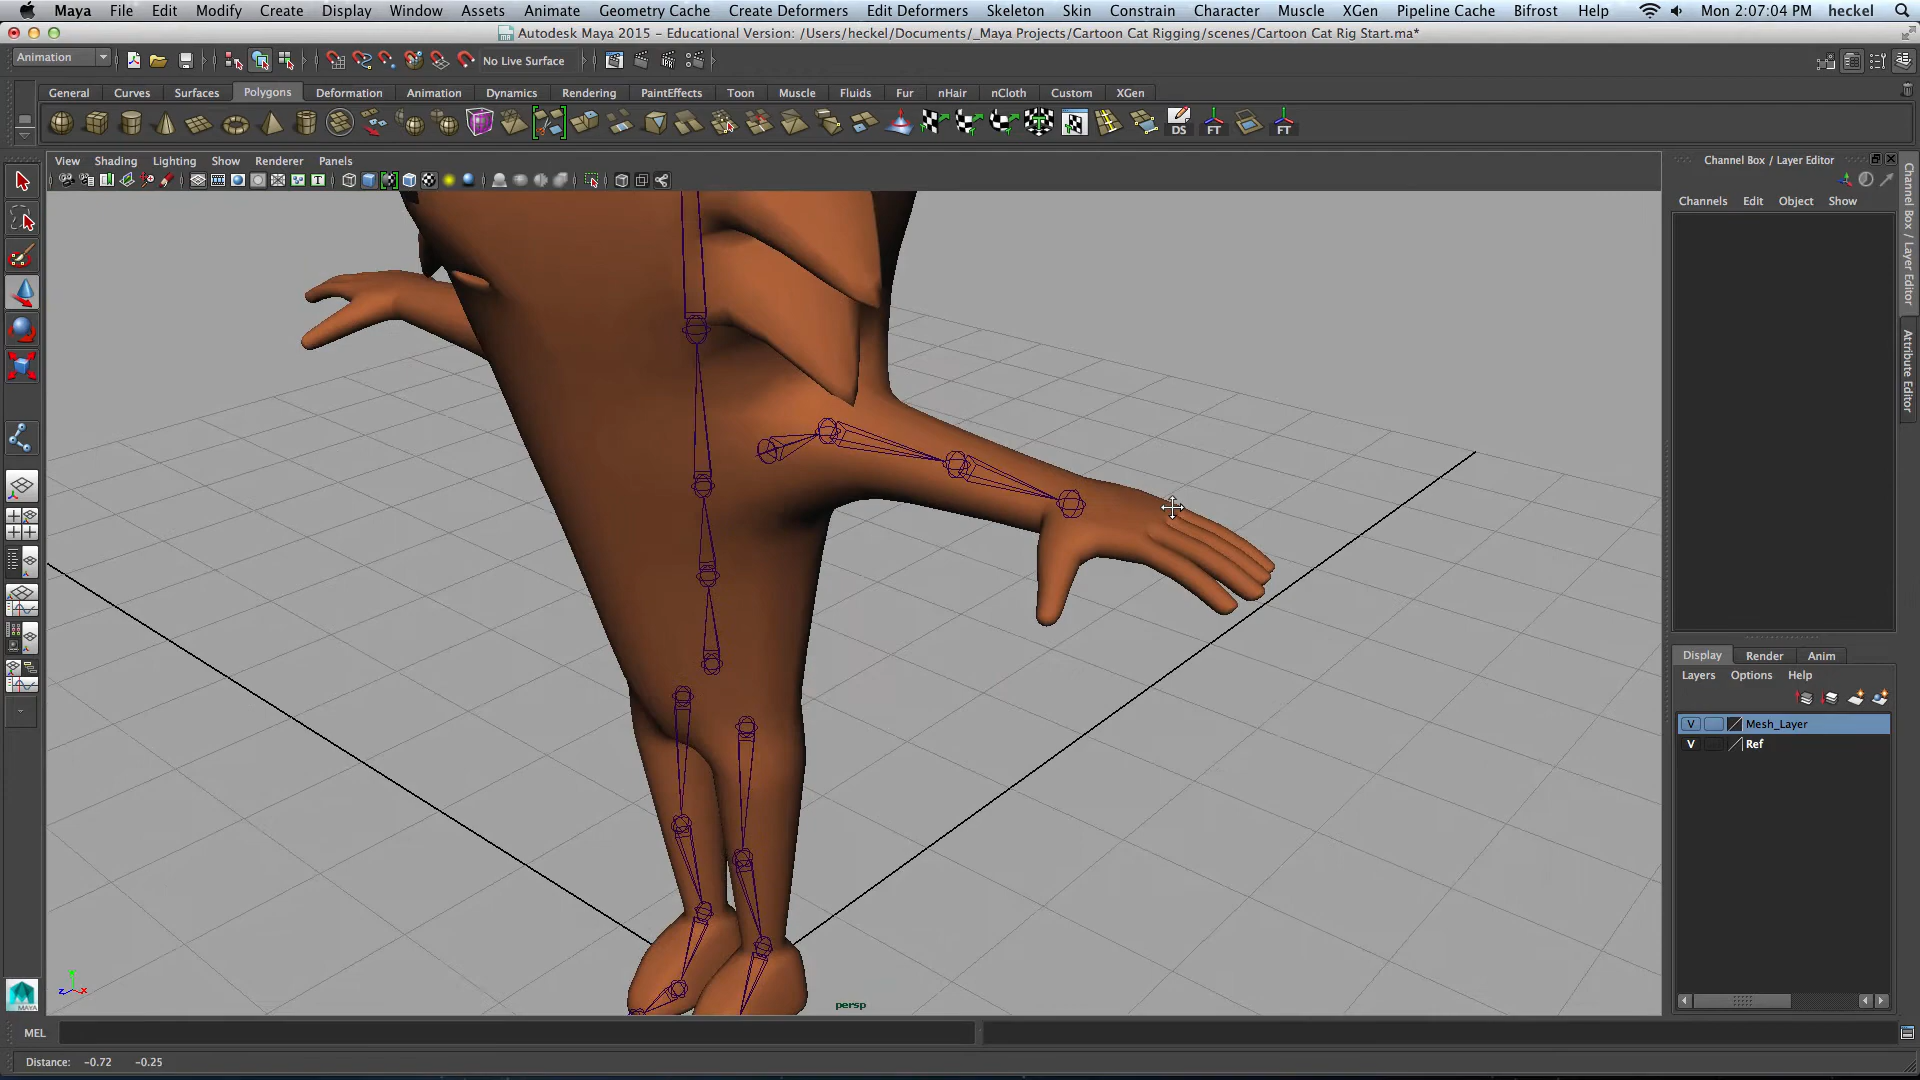 Maya File Edit Modify Create Display Window Assets Animate Geometry Cache Create Deformers Edit Deformers Skeleton Skin Constrain Character Muscle XGen Pipeline Cache Bifrost Help Mon 2:07:04 PM heckel
Autodesk Maya 2015 - Educational Version: /Users/heckel/Documents/_Maya Projects/Cartoon Cat Rigging/scenes/Cartoon Cat Rig Start.ma*
Animation No Live Surface
General Curves Surfaces Polygons Deformation Animation Dynamics Rendering PaintEffects Toon Muscle Fluids Fur nHair nCloth Custom XGen
DS FT FT
View Shading Lighting Show Renderer Panels
Channel Box / Layer Editor
Channels Edit Object Show
Channel Box / Layer Editor
Attribute Editor
Display Render Anim
Layers Options Help
V Mesh_Layer
V Ref
persp
z x
MAYA
MEL
Distance: -0.72 -0.25